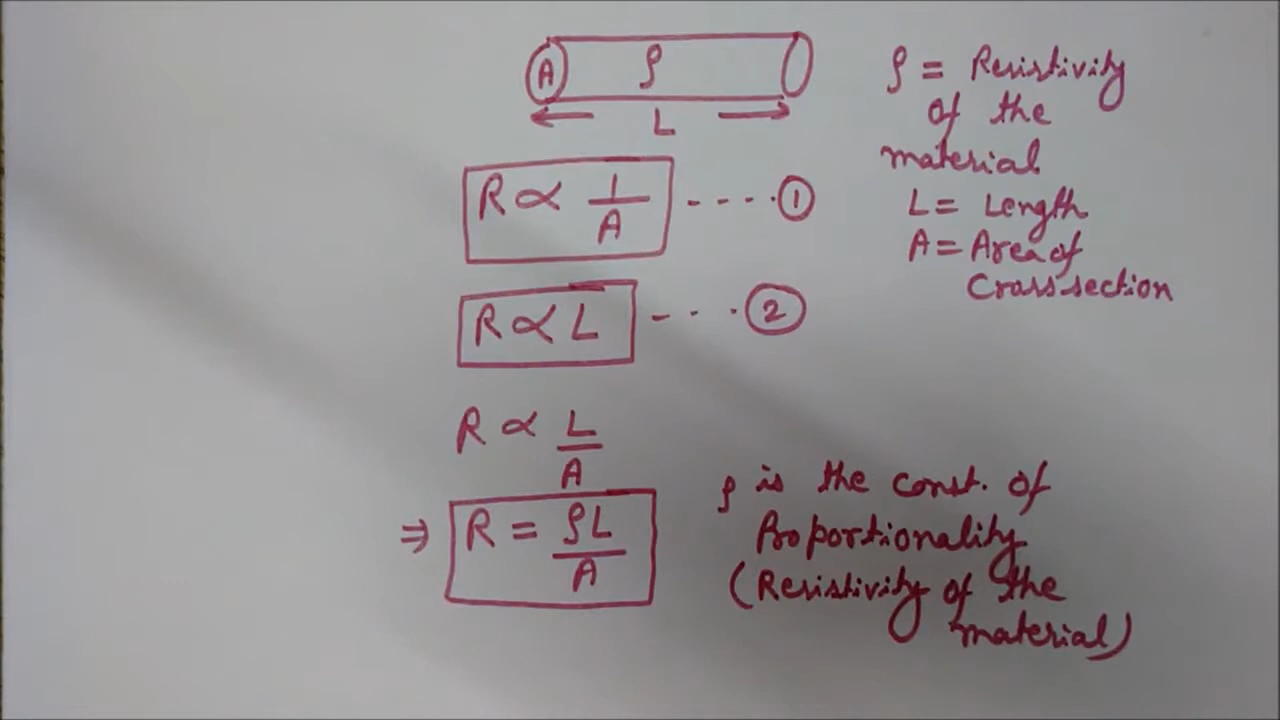 A ρ
L
R ∝ 1/A ----- ①
R ∝ L - - - - ②
R ∝ L/A
⇒ R = ρL/A
ρ = Resistivity
of the
material
L = Length
A = Area of
Cross section
ρ is the const. of
Proportionality
(Resistivity of the
material)